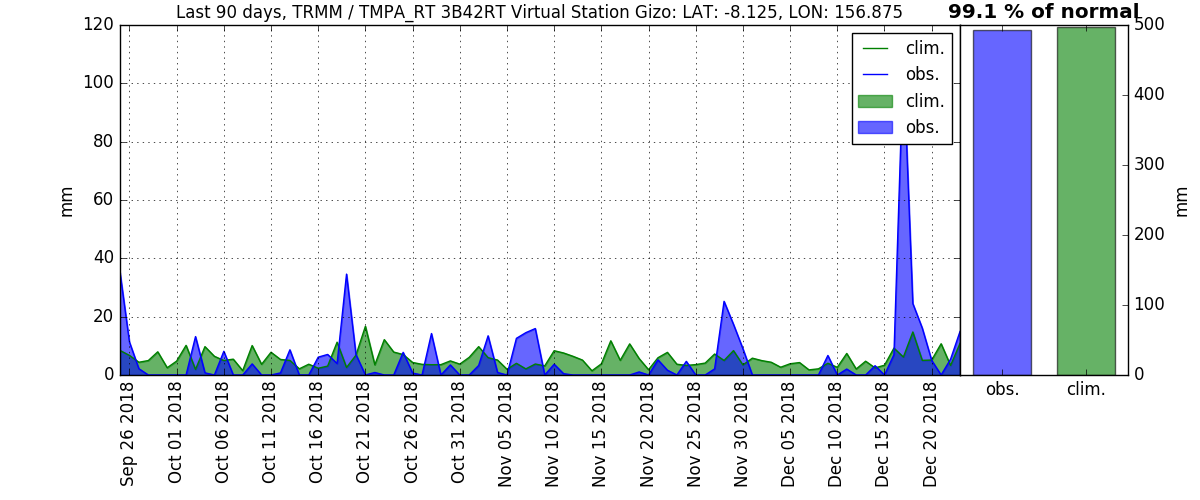 Last 90 days, TRMM / TMPA_RT 3B42RT Virtual Station Gizo: LAT: -8.125, LON: 156.875
99.1 % of normal
120
100
80
60
40
20
0
mm
clim.
obs.
clim.
obs.
500
400
300
200
100
0
mm
Sep 26 2018
Oct 01 2018
Oct 06 2018
Oct 11 2018
Oct 16 2018
Oct 21 2018
Oct 26 2018
Oct 31 2018
Nov 05 2018
Nov 10 2018
Nov 15 2018
Nov 20 2018
Nov 25 2018
Nov 30 2018
Dec 05 2018
Dec 10 2018
Dec 15 2018
Dec 20 2018
obs.
clim.